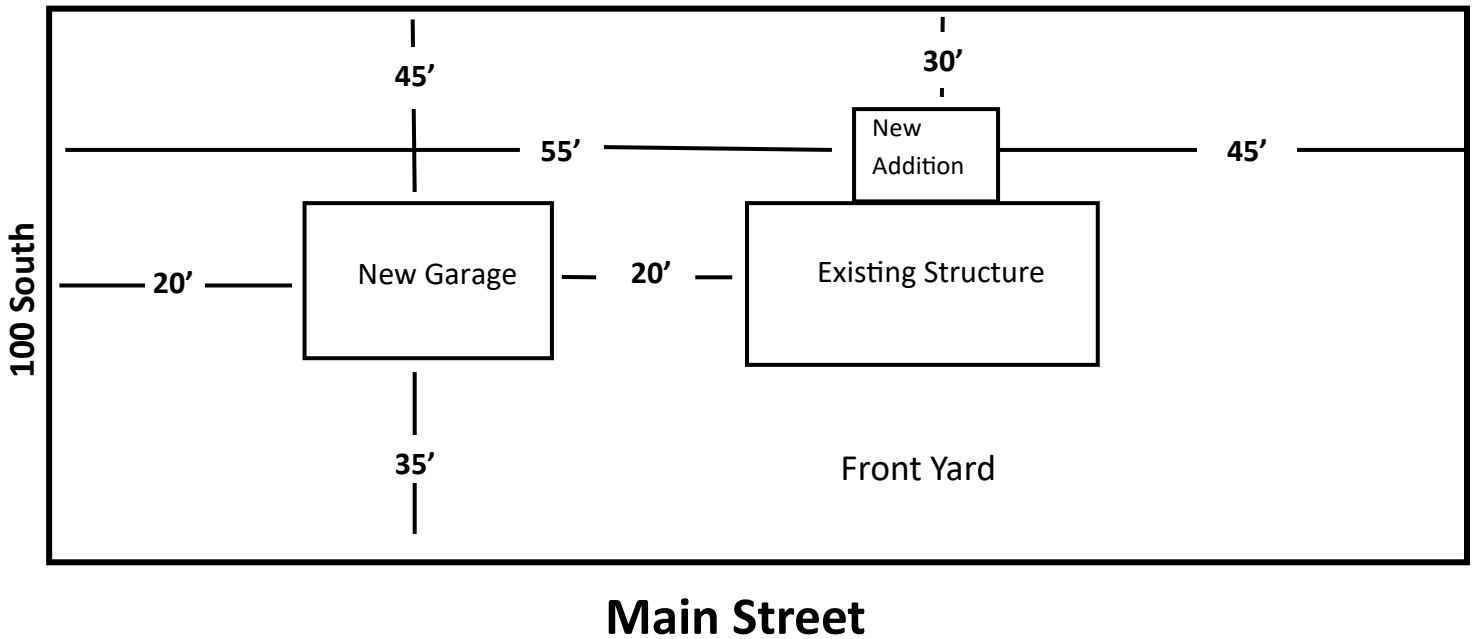 45’
30’
New
Addition
55’
45’
100 South
20’
New Garage
20’
Existing Structure
35’
Front Yard
Main Street